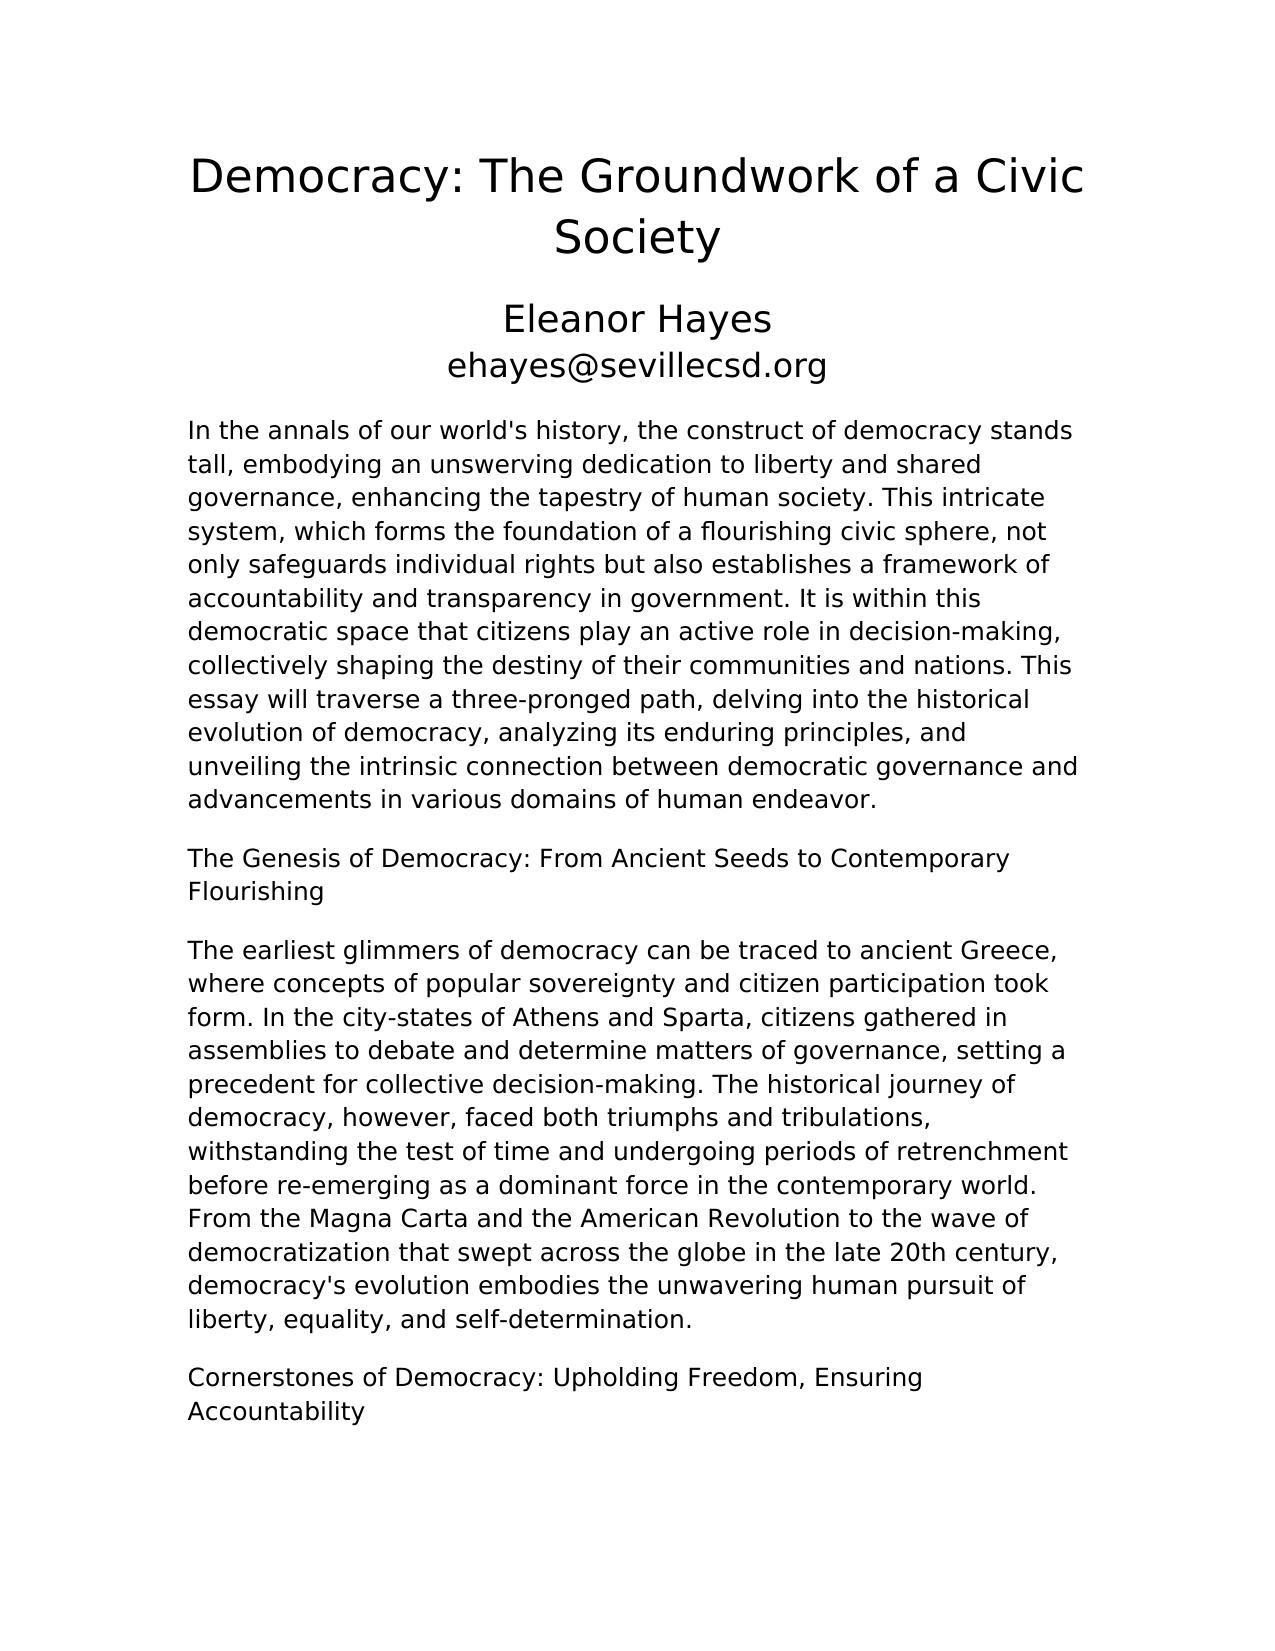 Democracy: The Groundwork of a Civic
Society
Eleanor Hayes
ehayes@sevillecsd.org
In the annals of our world's history, the construct of democracy stands
tall, embodying an unswerving dedication to liberty and shared
governance, enhancing the tapestry of human society. This intricate
system, which forms the foundation of a flourishing civic sphere, not
only safeguards individual rights but also establishes a framework of
accountability and transparency in government. It is within this
democratic space that citizens play an active role in decision-making,
collectively shaping the destiny of their communities and nations. This
essay will traverse a three-pronged path, delving into the historical
evolution of democracy, analyzing its enduring principles, and
unveiling the intrinsic connection between democratic governance and
advancements in various domains of human endeavor.
The Genesis of Democracy: From Ancient Seeds to Contemporary
Flourishing
The earliest glimmers of democracy can be traced to ancient Greece,
where concepts of popular sovereignty and citizen participation took
form. In the city-states of Athens and Sparta, citizens gathered in
assemblies to debate and determine matters of governance, setting a
precedent for collective decision-making. The historical journey of
democracy, however, faced both triumphs and tribulations,
withstanding the test of time and undergoing periods of retrenchment
before re-emerging as a dominant force in the contemporary world.
From the Magna Carta and the American Revolution to the wave of
democratization that swept across the globe in the late 20th century,
democracy's evolution embodies the unwavering human pursuit of
liberty, equality, and self-determination.
Cornerstones of Democracy: Upholding Freedom, Ensuring
Accountability